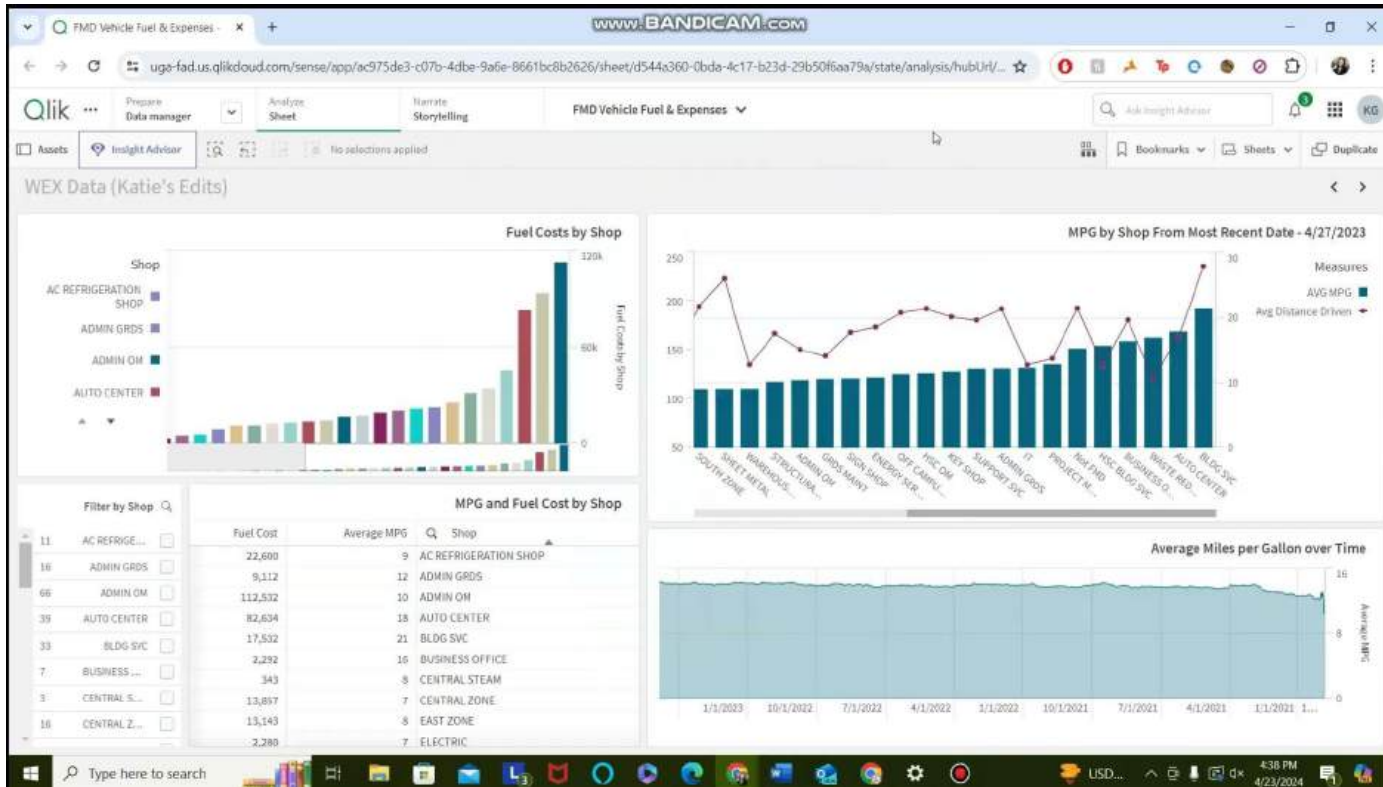 FMD Vehicle Fuel & Expenses -
www.BANDICAM.com
uga-fad.us.qlikcloud.com/sense/app/ac975de3-c07b-4dbe-9a6e-8661bc8b2626/sheet/d544a360-0bda-4c17-b23d-29b50f6aa79a/state/analysis/hubUrl/...
Qlik
Prepare
Data manager
Analyze
Sheet
Narrate
Storytelling
FMD Vehicle Fuel & Expenses
Ask Insight Advisor
3
KG
Assets
Insight Advisor
No selections applied
Bookmarks
Sheets
Duplicate
WEX Data (Katie's Edits)
Fuel Costs by Shop
Shop
AC REFRIGERATION
SHOP
ADMIN GRDS
ADMIN OM
AUTO CENTER
120k
60k
0
Fuel Costs by Shop
MPG by Shop From Most Recent Date - 4/27/2023
250
200
150
100
50
30
20
10
0
Measures
AVG MPG
Avg Distance Driven
SOUTH ZONE
SHEET METAL
WAREHOUS...
STRUCTURA...
ADMIN OM
GRDS MAINT
SIGN SHOP
ENERGY SER...
OFF CAMPU...
HSC OM
KEY SHOP
SUPPORT SVC
ADMIN GRDS
IT
PROJECT M...
Not FMD
HSC BLDG SVC
BUSINESS O...
WASTE RED...
AUTO CENTER
BLDG SVC
Filter by Shop
11 AC REFRIGE...
16 ADMIN GRDS
66 ADMIN OM
39 AUTO CENTER
33 BLDG SVC
7 BUSINESS ...
3 CENTRAL S...
16 CENTRAL Z...
MPG and Fuel Cost by Shop
Fuel Cost Average MPG Shop
22,600 9 AC REFRIGERATION SHOP
9,112 12 ADMIN GRDS
112,532 10 ADMIN OM
82,634 18 AUTO CENTER
17,532 21 BLDG SVC
2,292 16 BUSINESS OFFICE
343 8 CENTRAL STEAM
13,857 7 CENTRAL ZONE
13,143 8 EAST ZONE
2,280 7 ELECTRIC
Average Miles per Gallon over Time
16
8
0
Average MPG
1/1/2023 10/1/2022 7/1/2022 4/1/2022 1/1/2022 10/1/2021 7/1/2021 4/1/2021 1/1/2021 1...
Type here to search
USD...
4:38 PM
4/23/2024